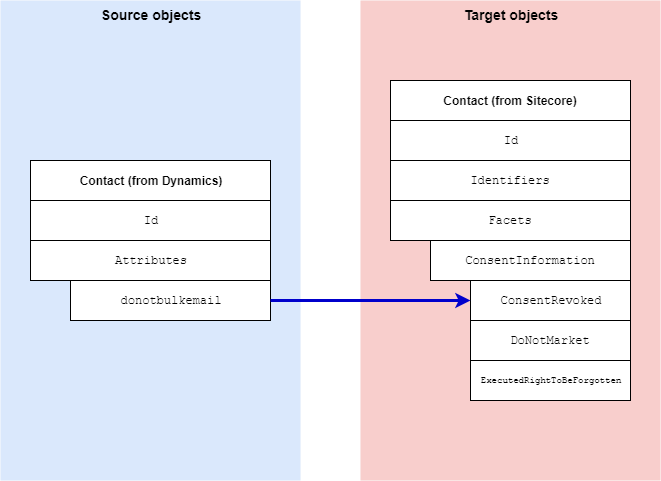 Source objects
Contact (from Dynamics)
Id
Attributes
donotbulkemail
Target objects
Contact (from Sitecore)
Id
Identifiers
Facets
ConsentInformation
ConsentRevoked
DoNotMarket
ExecutedRightToBeForgotten